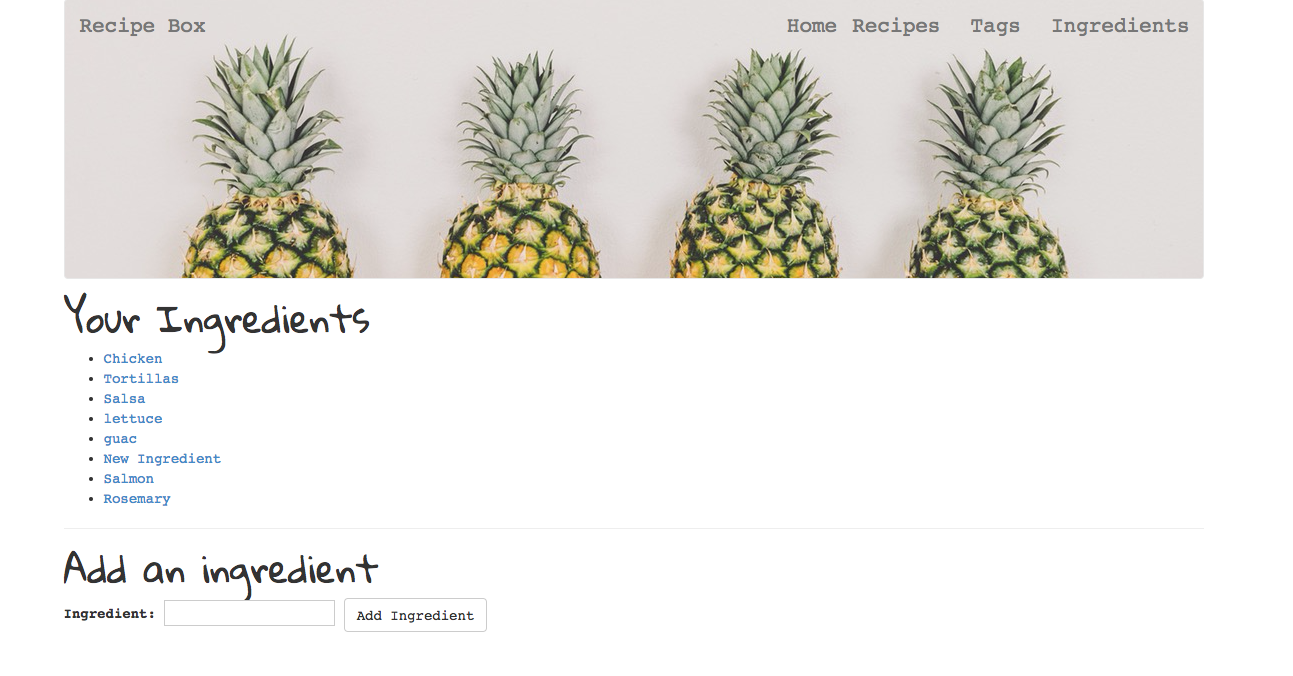 Recipe Box Home Recipes Tags Ingredients
Your Ingredients
Chicken
Tortillas
Salsa
lettuce
guac
New Ingredient
Salmon
Rosemary
Add an ingredient
Ingredient: Add Ingredient